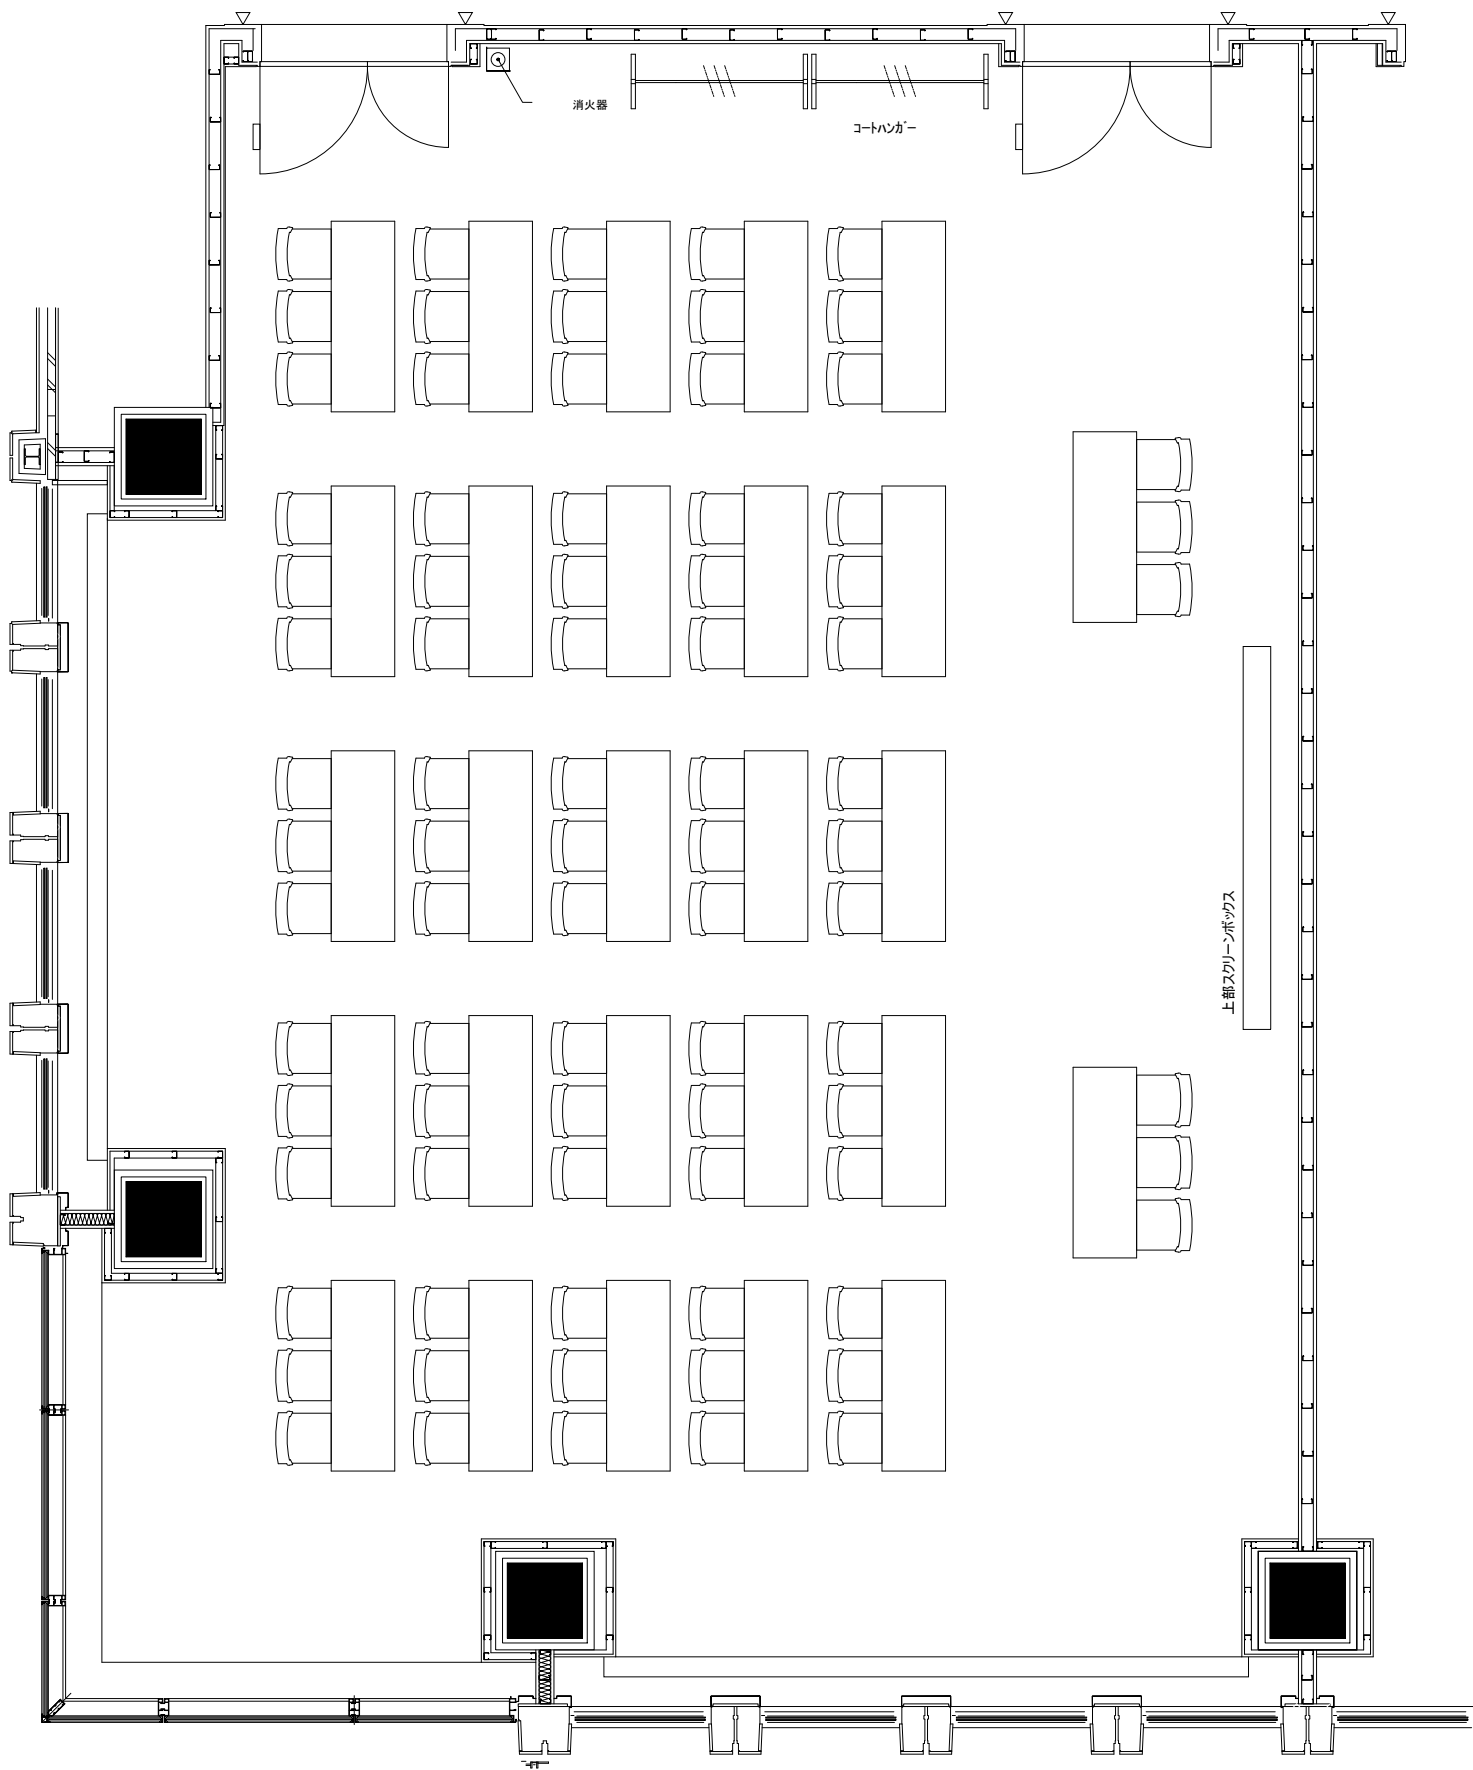 消火器
コートハンガー
上部スクリーンボックス